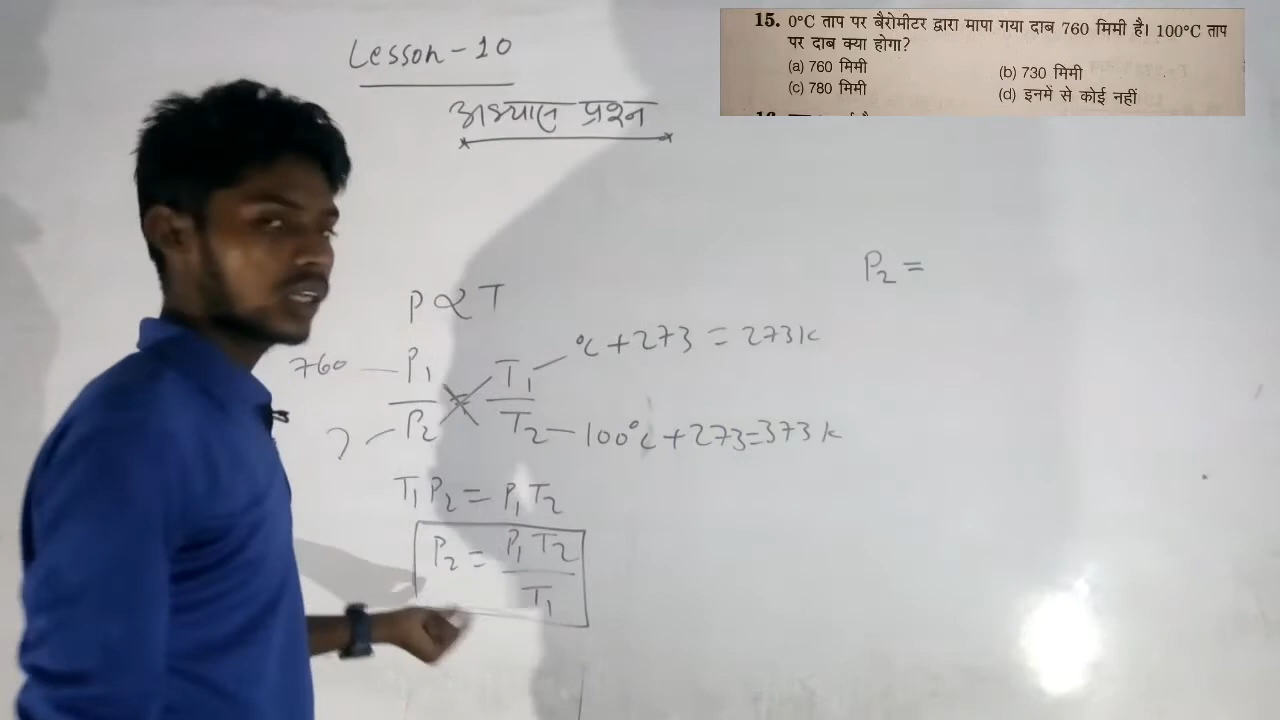 15. 0°C ताप पर बैरोमीटर द्वारा मापा गया दाब 760 मिमी है। 100°C ताप
पर दाब क्या होगा?
(a) 760 मिमी
(b) 730 मिमी
(c) 780 मिमी
(d) इनमें से कोई नहीं
Lesson-10
अभ्यास प्रश्न
P ∝ T
760 — P₁ / P₂ = T₁ / T₂ — °c + 273 = 273k
? — 100°c + 273 = 373 k
T₁ P₂ = P₁ T₂
P₂ = P₁ T₂ / T₁
P₂ =